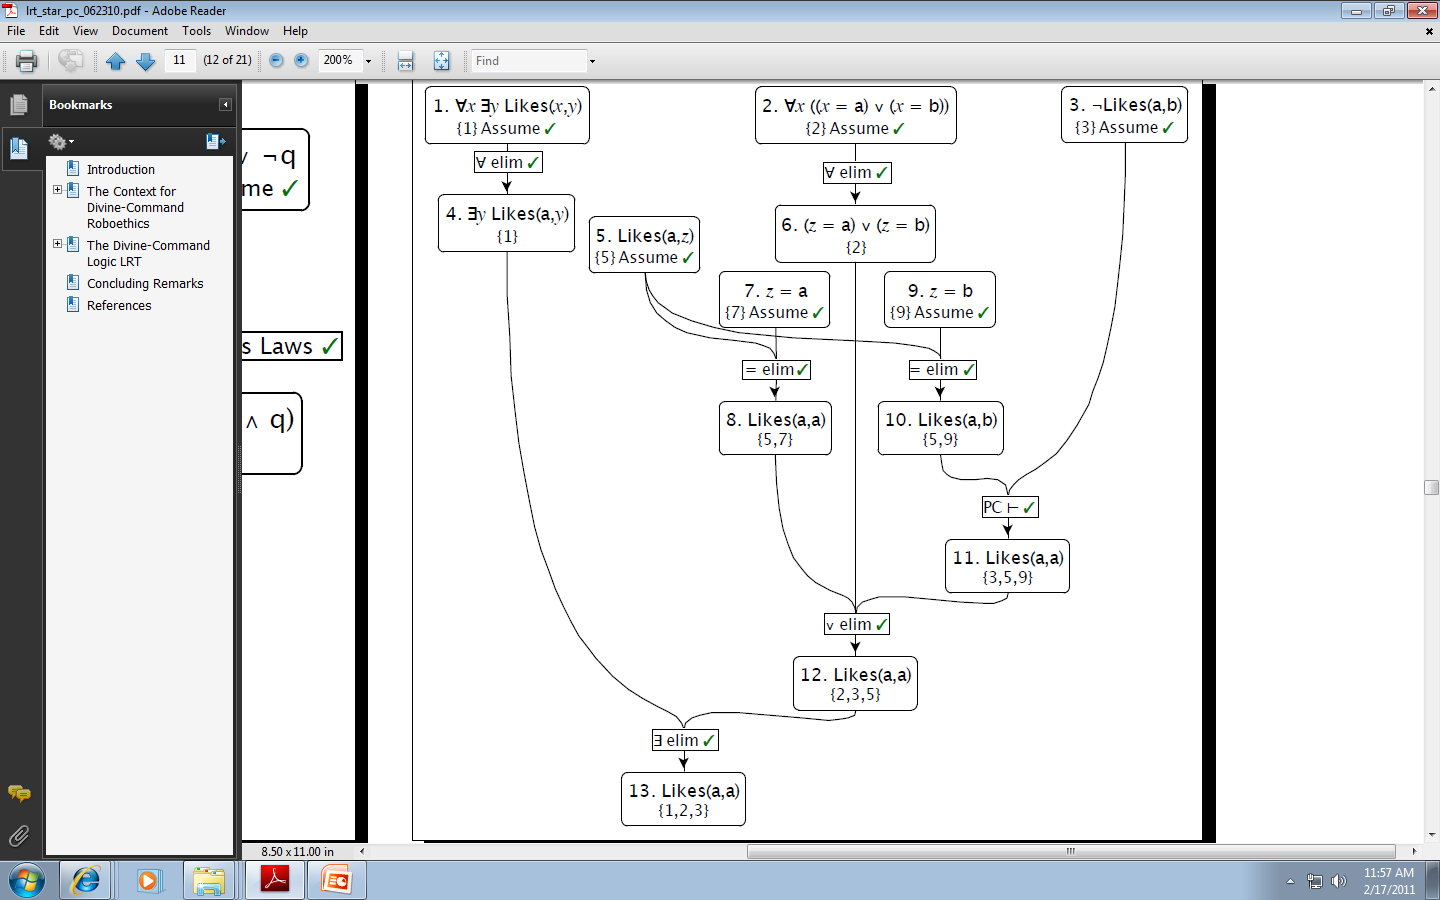 lrt_star_pc_062310.pdf - Adobe Reader
File Edit View Document Tools Window Help
11 (12 of 21) 200% Find
Bookmarks
Introduction
The Context for
Divine-Command
Roboethics
The Divine-Command
Logic LRT
Concluding Remarks
References
∨ ¬q
me ✓
s Laws ✓
∧ q)
1. ∀x ∃y Likes(x,y)
{1} Assume ✓
2. ∀x ((x = a) ∨ (x = b))
{2} Assume ✓
3. ¬Likes(a,b)
{3} Assume ✓
∀ elim ✓
∀ elim ✓
4. ∃y Likes(a,y)
{1}
5. Likes(a,z)
{5} Assume ✓
6. (z = a) ∨ (z = b)
{2}
7. z = a
{7} Assume ✓
9. z = b
{9} Assume ✓
= elim ✓
= elim ✓
8. Likes(a,a)
{5,7}
10. Likes(a,b)
{5,9}
PC ⊢ ✓
11. Likes(a,a)
{3,5,9}
∨ elim ✓
12. Likes(a,a)
{2,3,5}
∃ elim ✓
13. Likes(a,a)
{1,2,3}
8.50 x 11.00 in
11:57 AM
2/17/2011